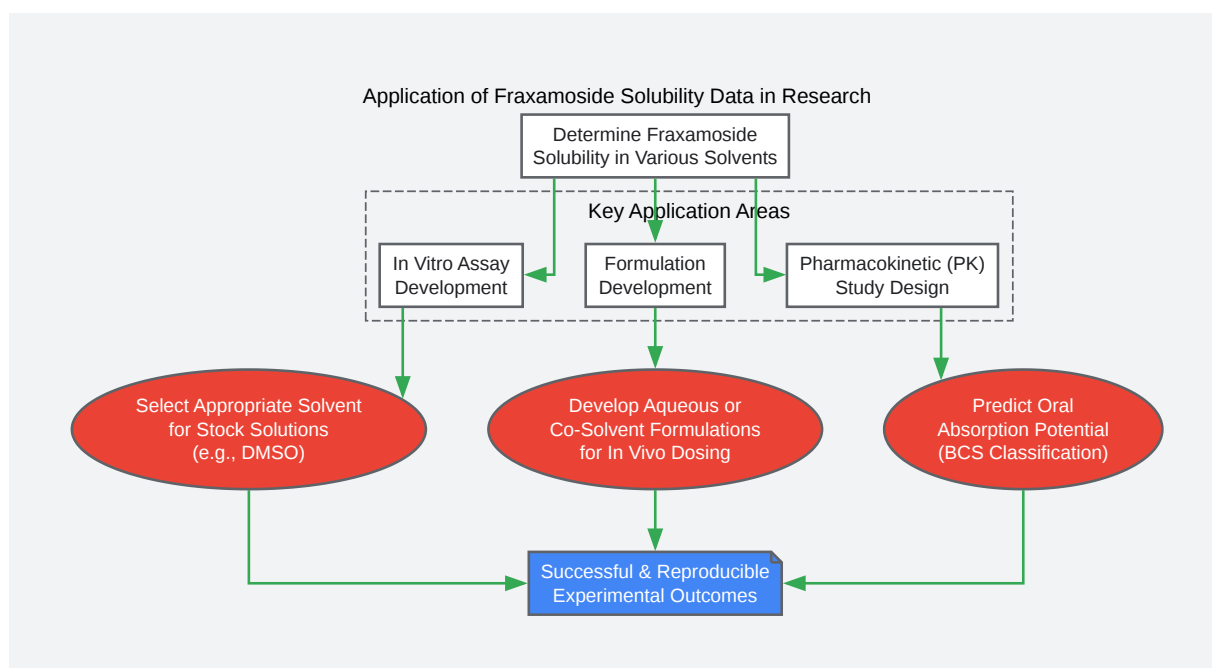 Application of Fraxamoside Solubility Data in Research
Determine Fraxamoside
Solubility in Various Solvents
Key Application Areas
In Vitro Assay
Development
Formulation
Development
Pharmacokinetic (PK)
Study Design
Select Appropriate Solvent
for Stock Solutions
(e.g., DMSO)
Develop Aqueous or
Co-Solvent Formulations
for In Vivo Dosing
Predict Oral
Absorption Potential
(BCS Classification)
Successful & Reproducible
Experimental Outcomes